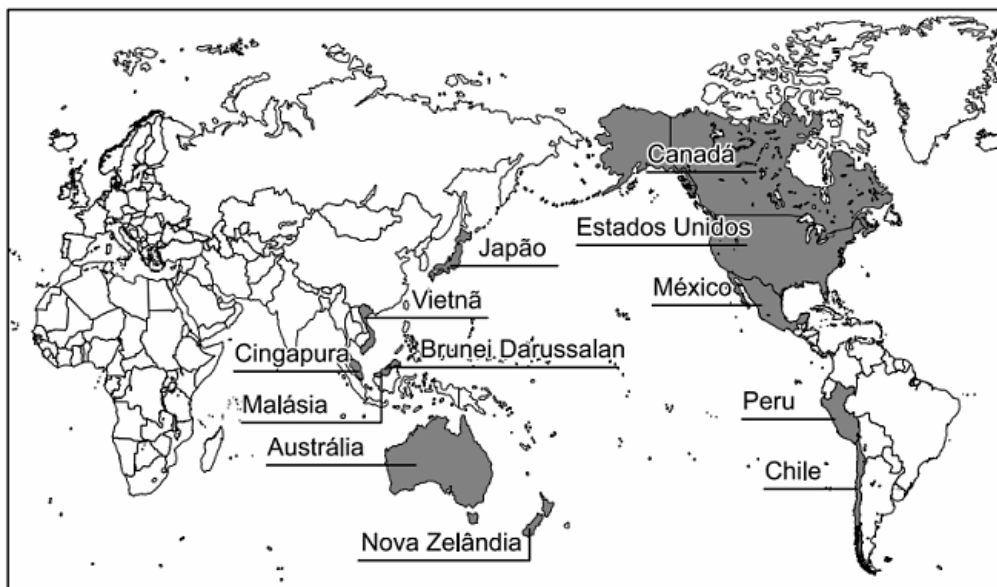 Canadá
Estados Unidos
Japão
México
Vietnã
Cingapura
Brunei Darussalan
Malásia
Peru
Austrália
Chile
Nova Zelândia